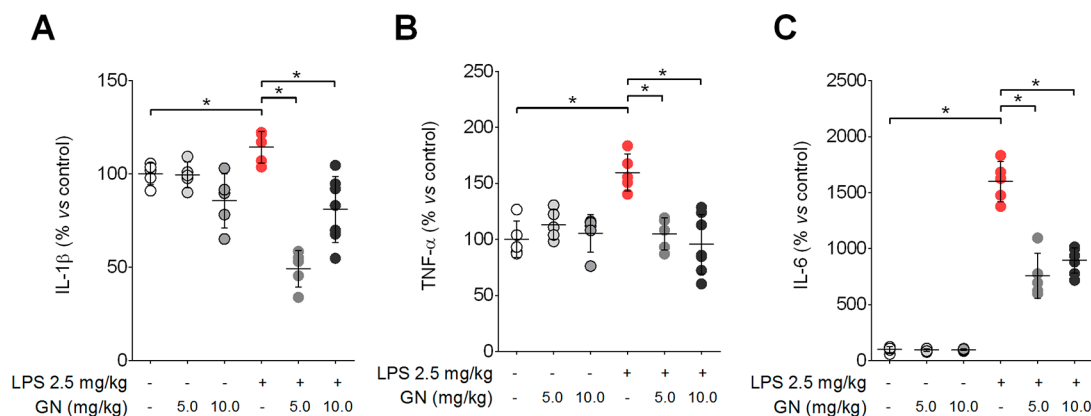 A
IL-1β (% vs control)
150
100
50
0
*
*
*
LPS 2.5 mg/kg - - - + + +
GN (mg/kg) - 5.0 10.0 - 5.0 10.0
B
TNF-α (% vs control)
250
200
150
100
50
0
*
*
*
LPS 2.5 mg/kg - - - + + +
GN (mg/kg) - 5.0 10.0 - 5.0 10.0
C
IL-6 (% vs control)
2500
2000
1500
1000
500
0
*
*
*
LPS 2.5 mg/kg - - - + + +
GN (mg/kg) - 5.0 10.0 - 5.0 10.0